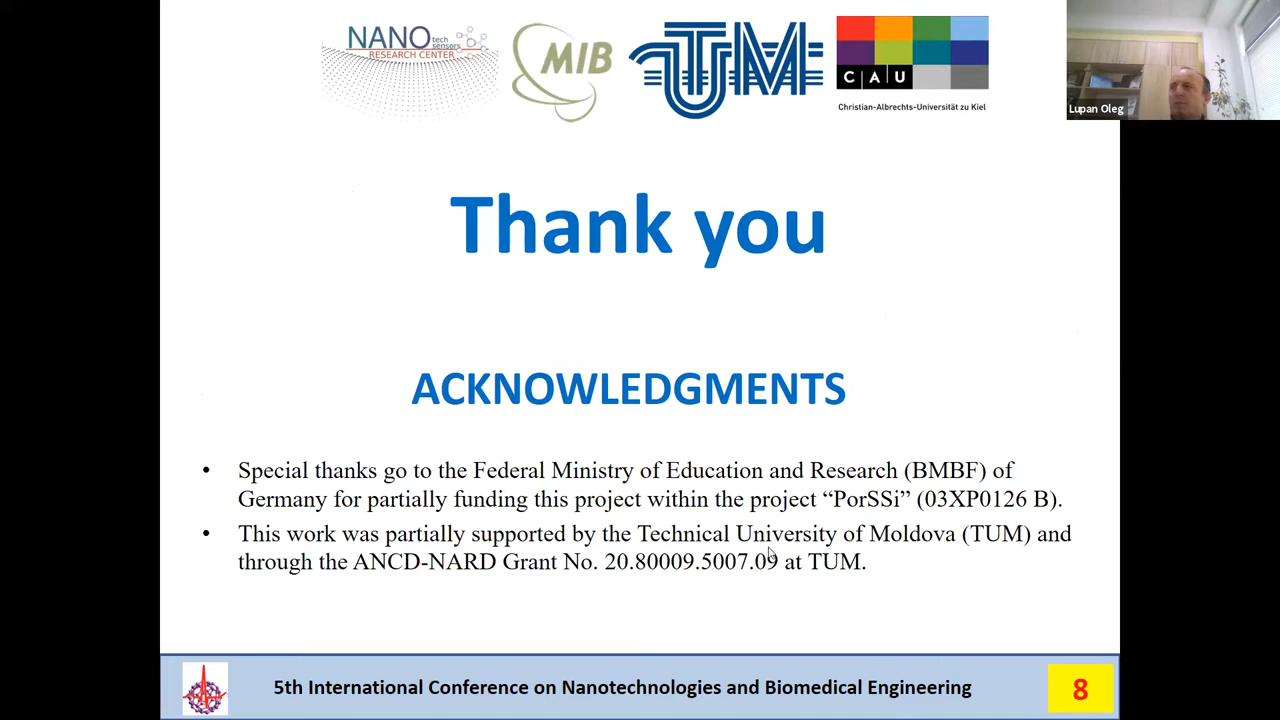 NANO tech sensors
RESEARCH CENTER
MIB
TUM
CAU
Christian-Albrechts-Universität zu Kiel
Lupan Oleg
Thank you
ACKNOWLEDGMENTS
• Special thanks go to the Federal Ministry of Education and Research (BMBF) of
Germany for partially funding this project within the project “PorSSi” (03XP0126 B).
• This work was partially supported by the Technical University of Moldova (TUM) and
through the ANCD-NARD Grant No. 20.80009.5007.09 at TUM.
5th International Conference on Nanotechnologies and Biomedical Engineering
8